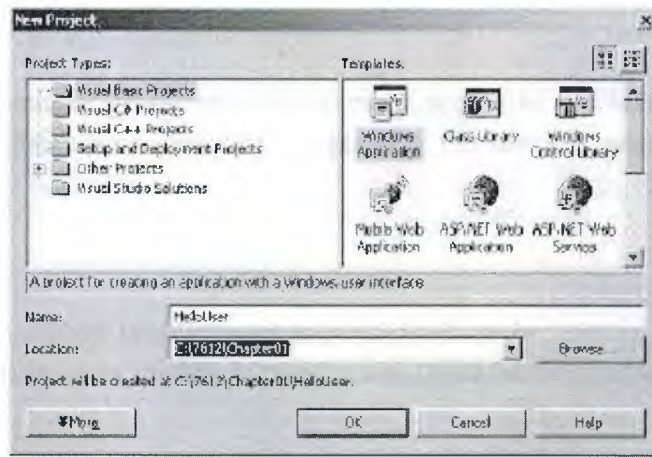 New Project
Project Types:
Templates:
Visual Basic Projects
Visual C# Projects
Visual C++ Projects
Setup and Deployment Projects
Other Projects
Visual Studio Solutions
Windows Application
Class Library
Windows Control Library
Mobile Web Application
ASP.NET Web Application
ASP.NET Web Service
A project for creating an application with a Windows user interface
Name:
HelloUser
Location:
C:\7612\Chapter01
Browse...
Project will be created at C:\7612\Chapter01\HelloUser.
More
OK
Cancel
Help